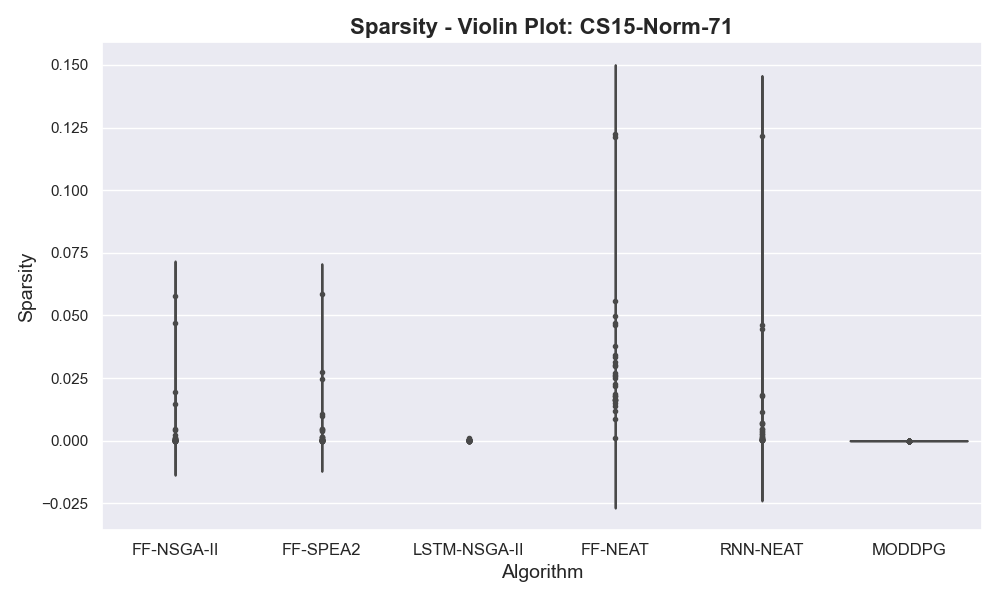 Sparsity - Violin Plot: CS15-Norm-71
0.150
0.125
0.100
0.075
0.050
0.025
0.000
−0.025
Sparsity
FF-NSGA-II FF-SPEA2 LSTM-NSGA-II FF-NEAT RNN-NEAT MODDPG
Algorithm